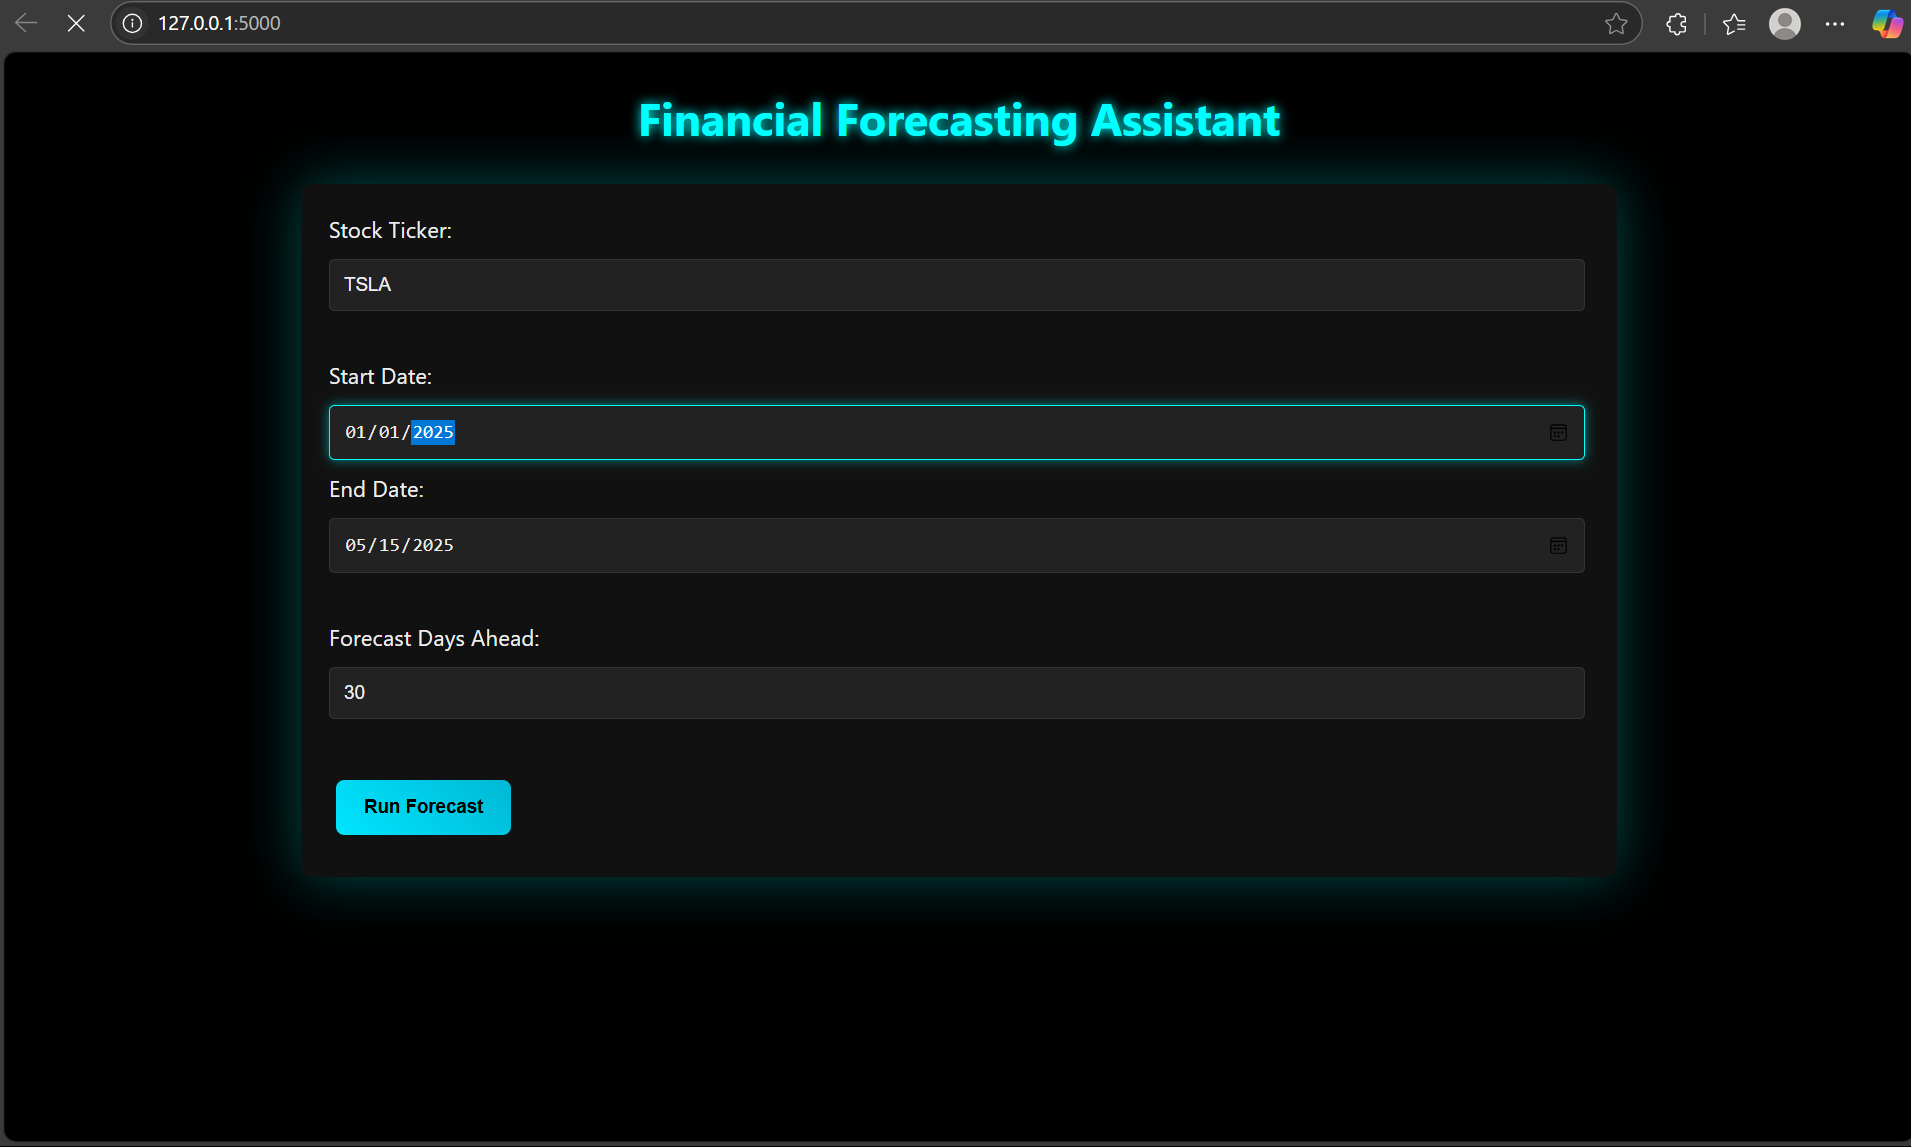 127.0.0.1:5000
Financial Forecasting Assistant
Stock Ticker:
TSLA
Start Date:
01/01/2025
End Date:
05/15/2025
Forecast Days Ahead:
30
Run Forecast